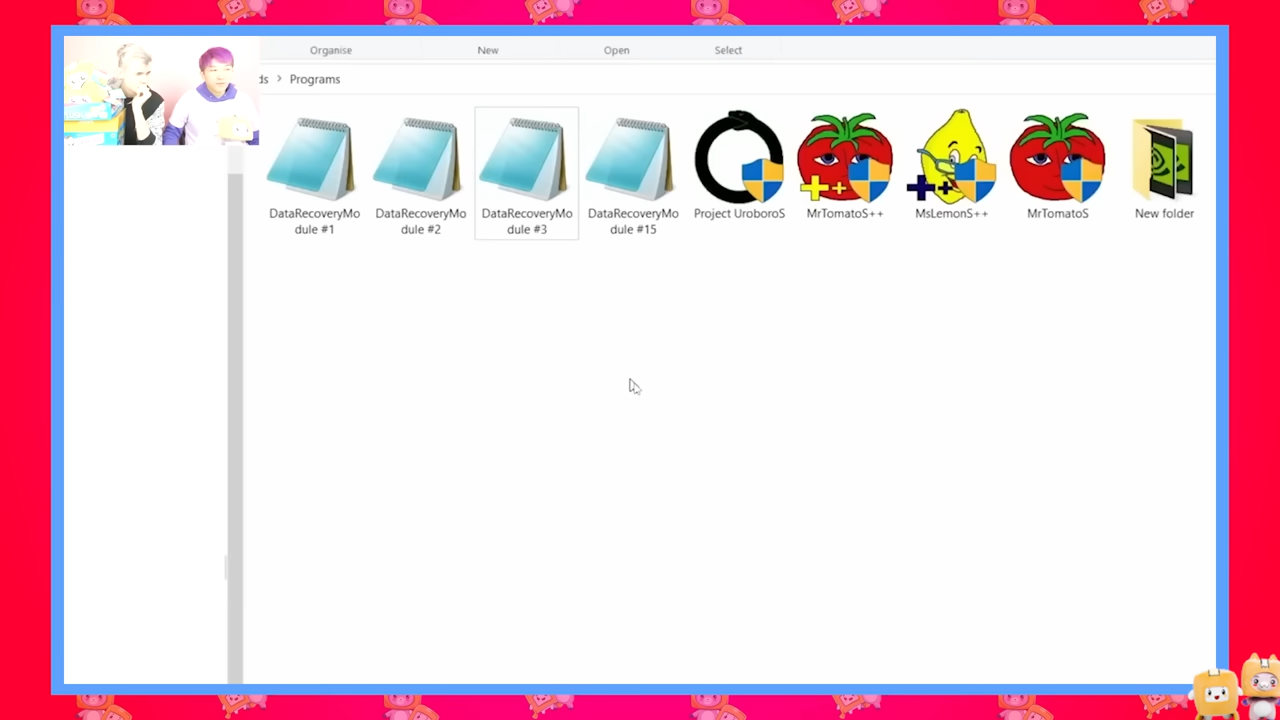 Organise New Open Select
ds > Programs
DataRecoveryMo DataRecoveryMo DataRecoveryMo DataRecoveryMo Project UroboroS MrTomatoS++ MsLemonS++ MrTomatoS New folder
dule #1 dule #2 dule #3 dule #15